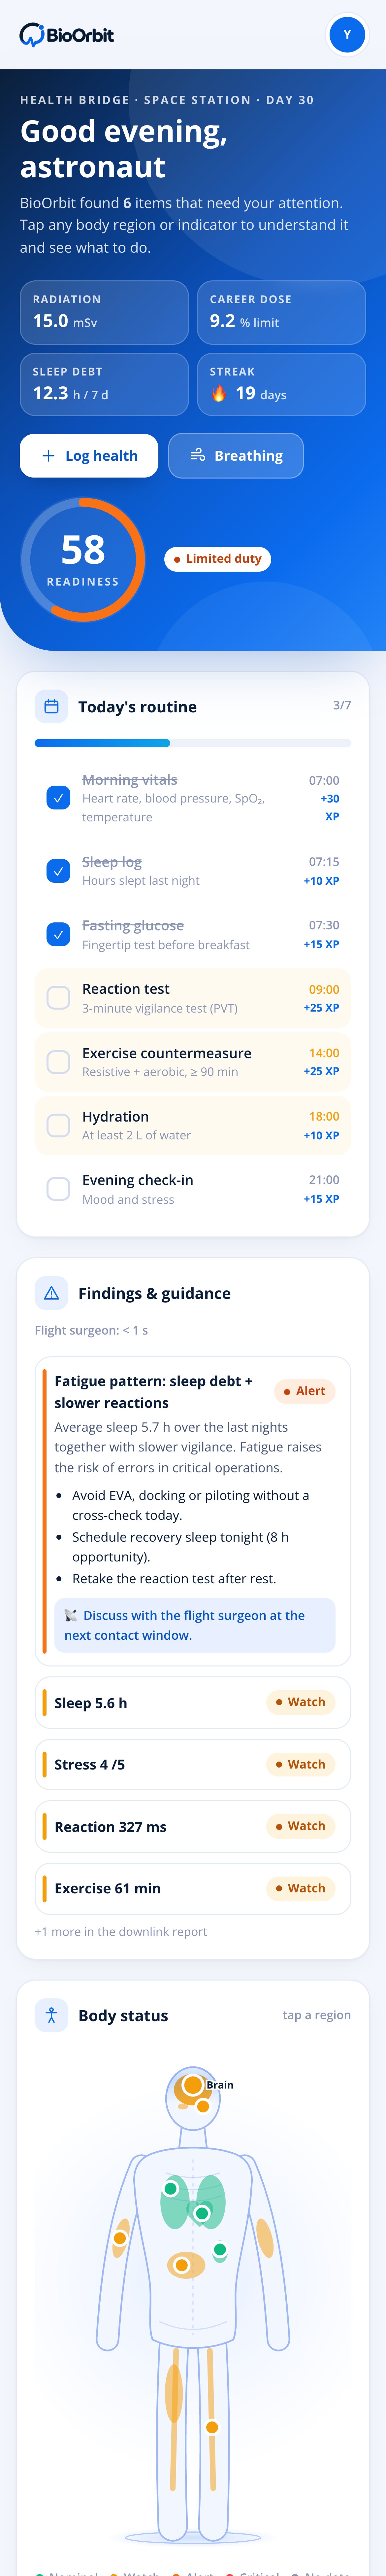 BioOrbit
Y
HEALTH BRIDGE · SPACE STATION · DAY 30
Good evening,
astronaut
BioOrbit found 6 items that need your attention.
Tap any body region or indicator to understand it
and see what to do.
RADIATION
15.0 mSv
CAREER DOSE
9.2 % limit
SLEEP DEBT
12.3 h / 7 d
STREAK
🔥 19 days
Log health
Breathing
58
READINESS
Limited duty
Today's routine
3/7
Morning vitals
07:00
Heart rate, blood pressure, SpO₂,
temperature
+30
XP
Sleep log
07:15
Hours slept last night
+10 XP
Fasting glucose
07:30
Fingertip test before breakfast
+15 XP
Reaction test
09:00
3-minute vigilance test (PVT)
+25 XP
Exercise countermeasure
14:00
Resistive + aerobic, ≥ 90 min
+25 XP
Hydration
18:00
At least 2 L of water
+10 XP
Evening check-in
21:00
Mood and stress
+15 XP
Findings & guidance
Flight surgeon: < 1 s
Fatigue pattern: sleep debt +
slower reactions
Alert
Average sleep 5.7 h over the last nights
together with slower vigilance. Fatigue raises
the risk of errors in critical operations.
• Avoid EVA, docking or piloting without a
cross-check today.
• Schedule recovery sleep tonight (8 h
opportunity).
• Retake the reaction test after rest.
Discuss with the flight surgeon at the
next contact window.
Sleep 5.6 h
Watch
Stress 4 /5
Watch
Reaction 327 ms
Watch
Exercise 61 min
Watch
+1 more in the downlink report
Body status
tap a region
Brain
Nominal
Watch
Alert
Critical
No data